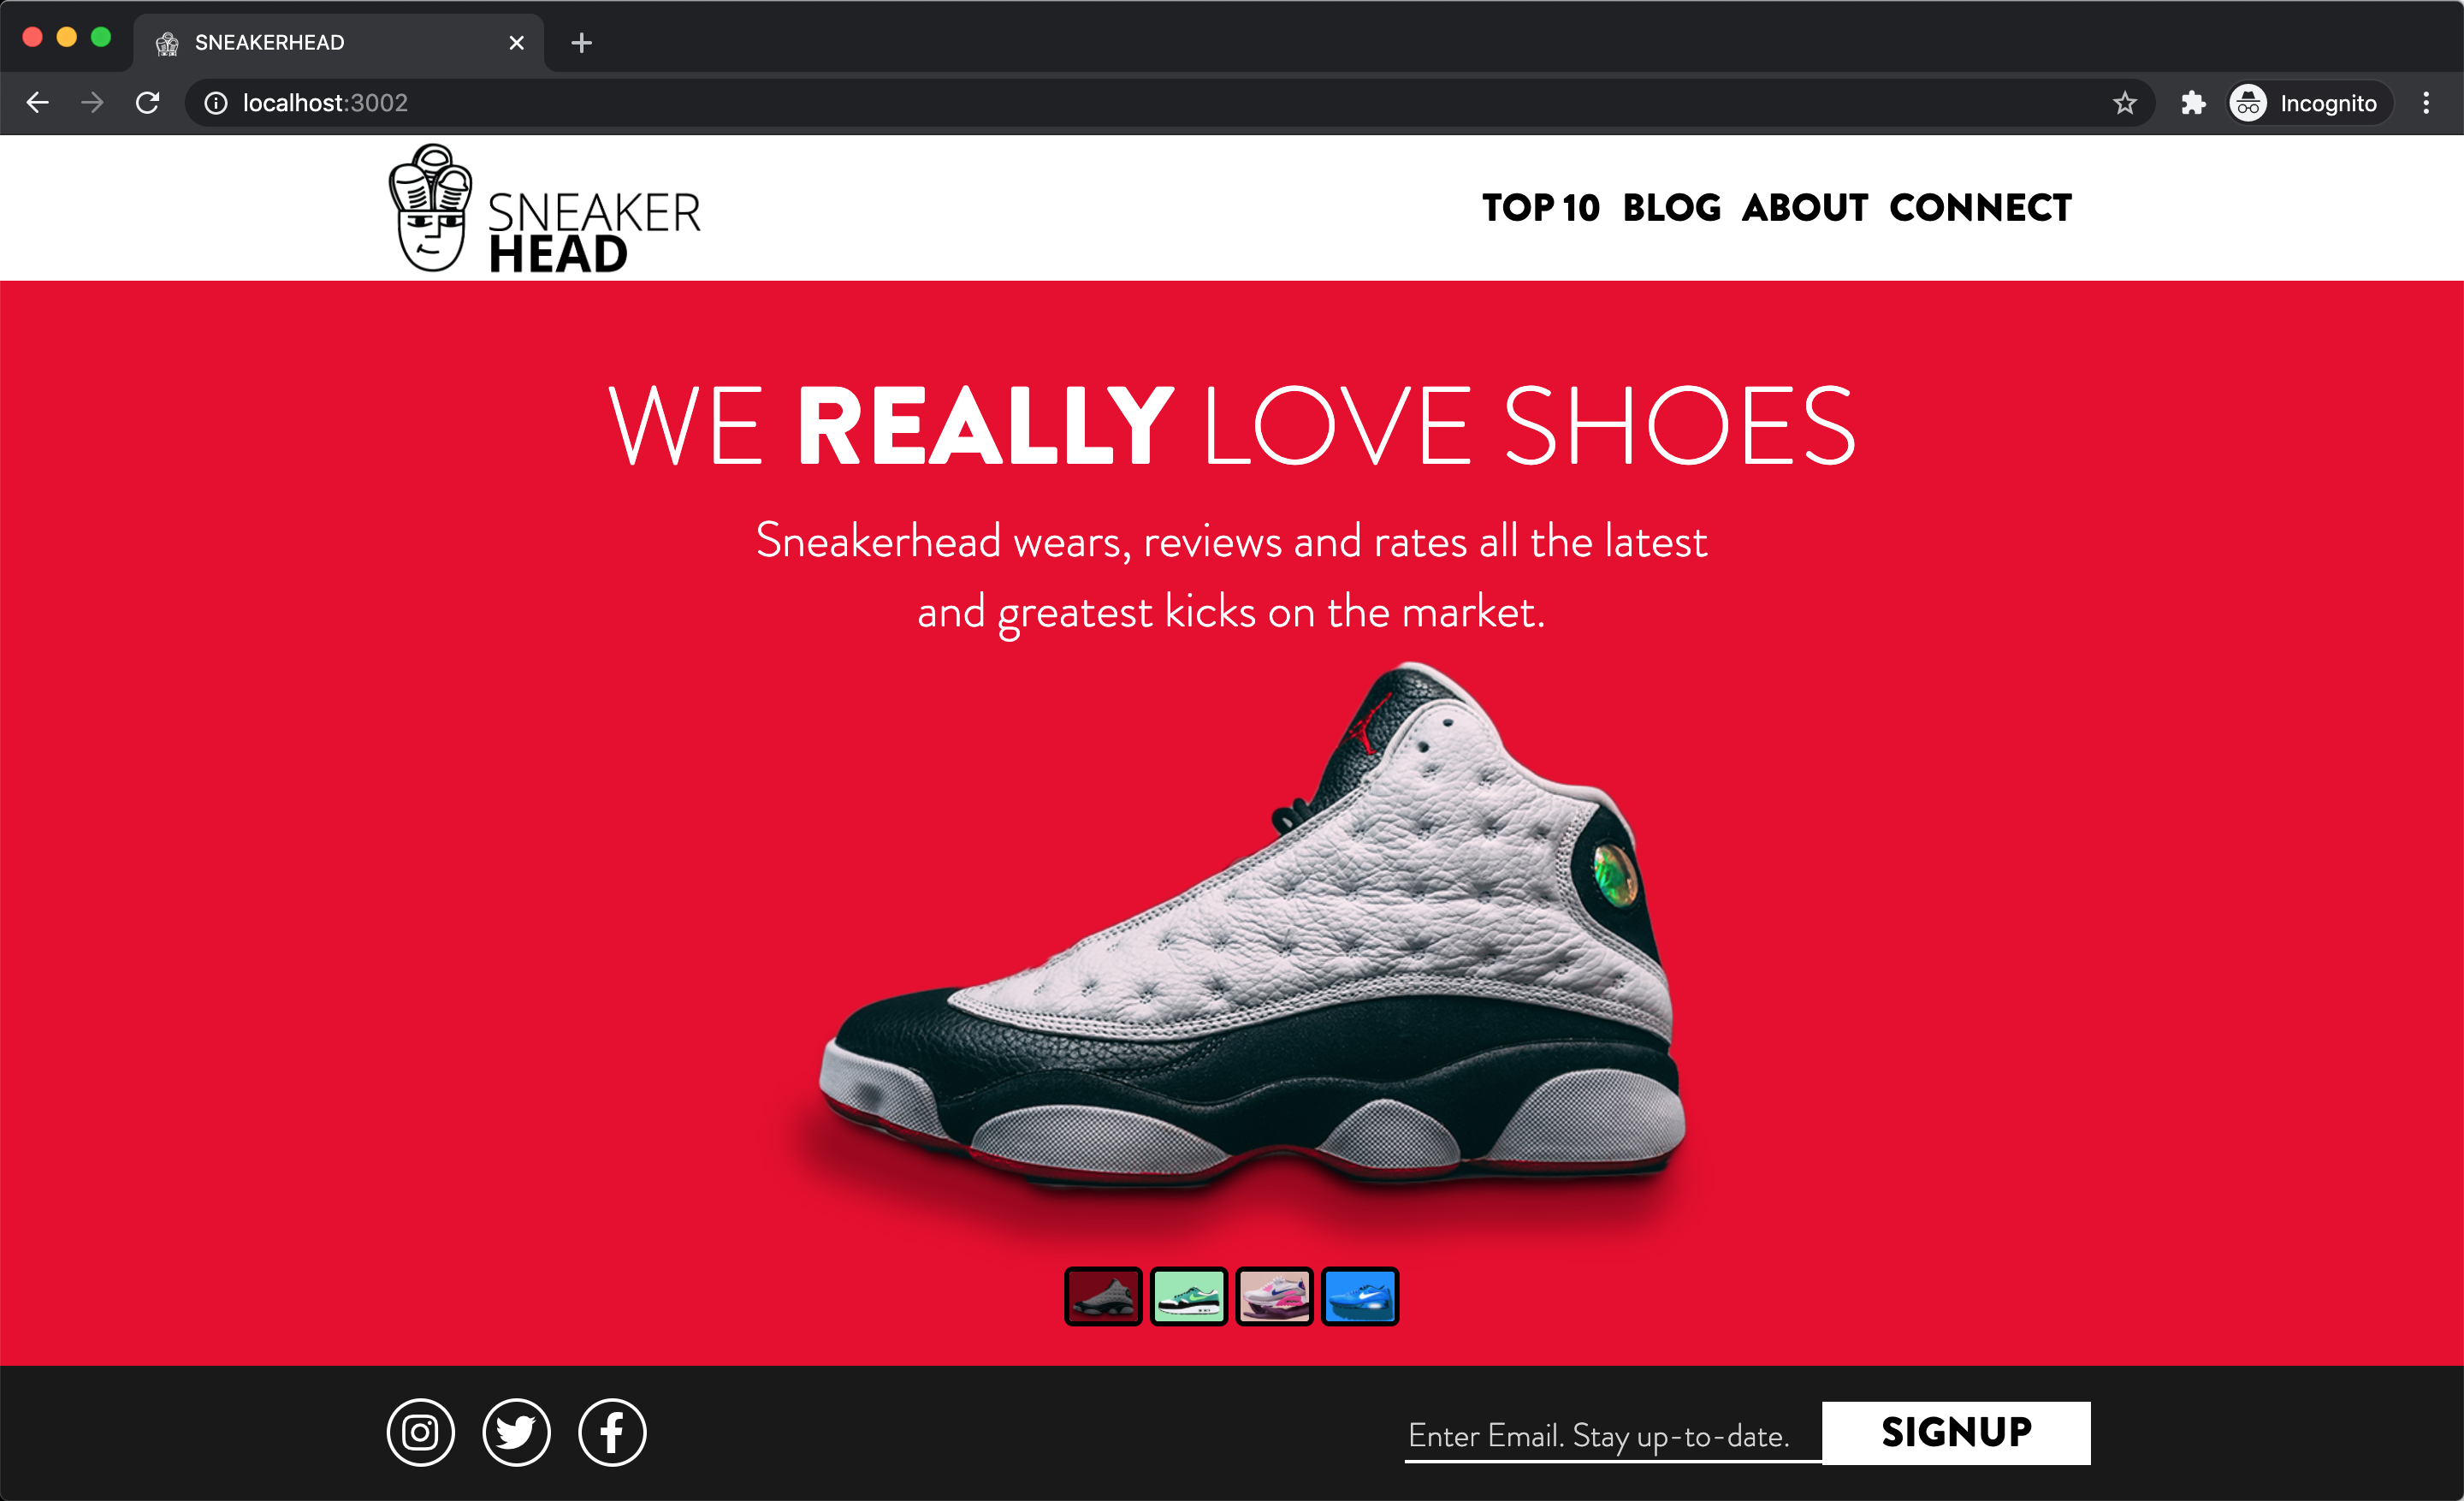 SNEAKERHEAD
localhost:3002
Incognito
SNEAKER
HEAD
TOP 10 BLOG ABOUT CONNECT
WE REALLY LOVE SHOES
Sneakerhead wears, reviews and rates all the latest
and greatest kicks on the market.
Enter Email. Stay up-to-date.
SIGNUP